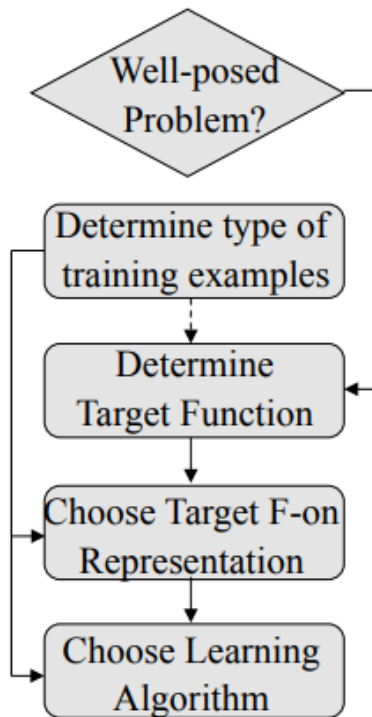 Well-posed
Problem?
Determine type of
training examples
Determine
Target Function
Choose Target F-on
Representation
Choose Learning
Algorithm